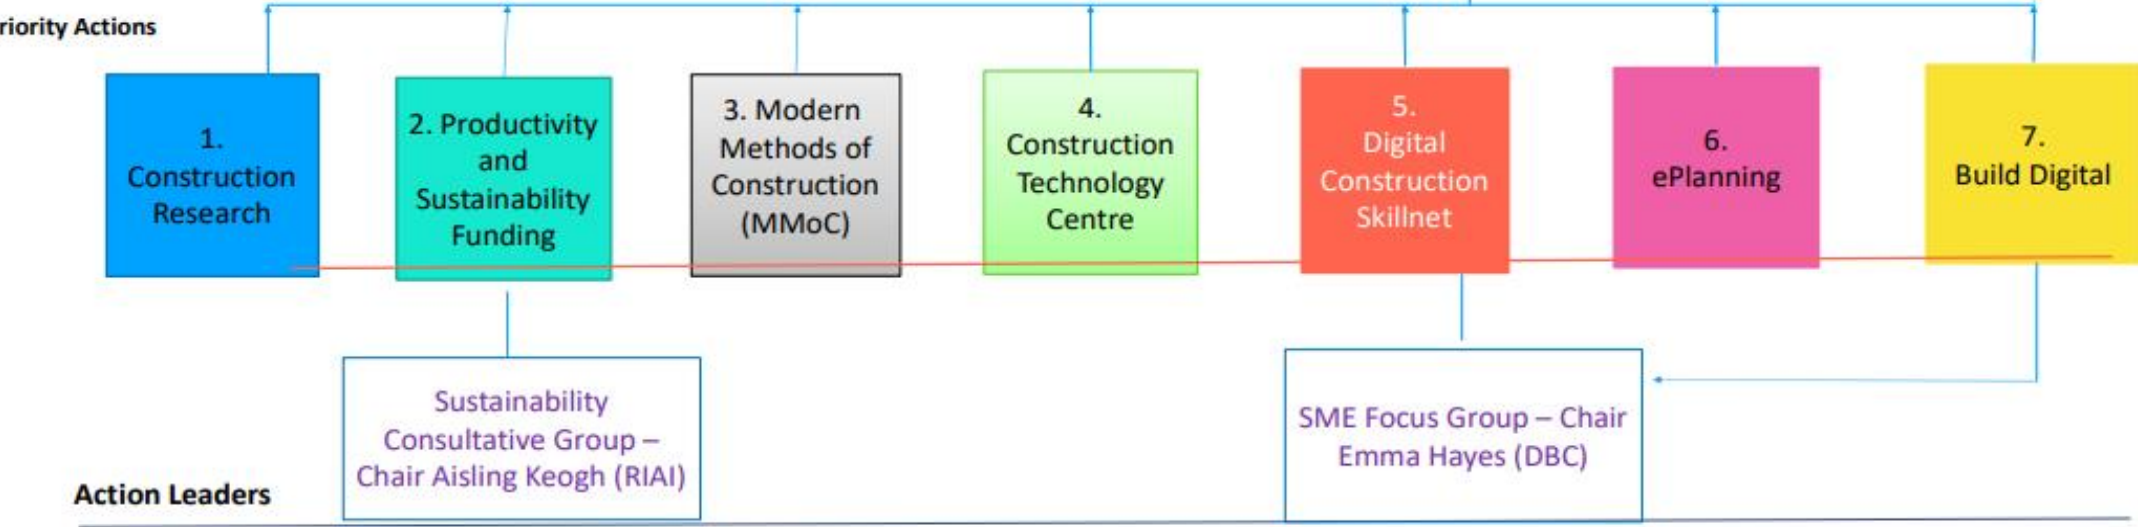 riority Actions
1.
Construction
Research
2. Productivity
and
Sustainability
Funding
3. Modern
Methods of
Construction
(MMoC)
4.
Construction
Technology
Centre
5.
Digital
Construction
Skillnet
6.
ePlanning
7.
Build Digital
Sustainability
Consultative Group –
Chair Aisling Keogh (RIAI)
SME Focus Group – Chair
Emma Hayes (DBC)
Action Leaders